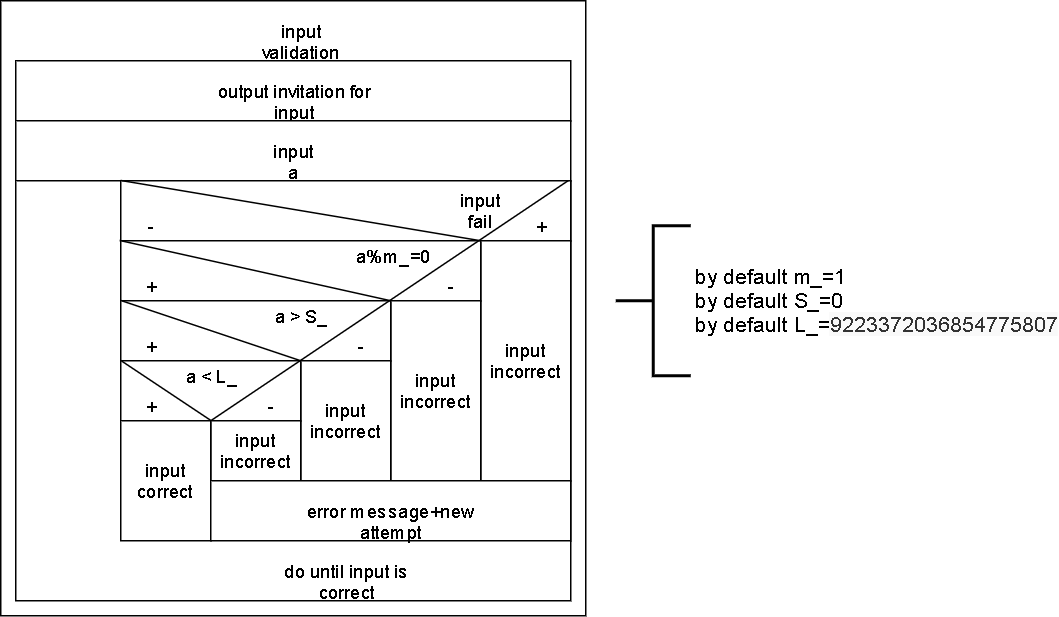 input
validation
output invitation for
input
input
a
input
fail
-
+
a%m_=0
+
-
a > S_
+
-
a < L_
+
-
input
correct
input
incorrect
input
incorrect
input
incorrect
input
incorrect
error message+new
attempt
do until input is
correct
by default m_=1
by default S_=0
by default L_=9223372036854775807